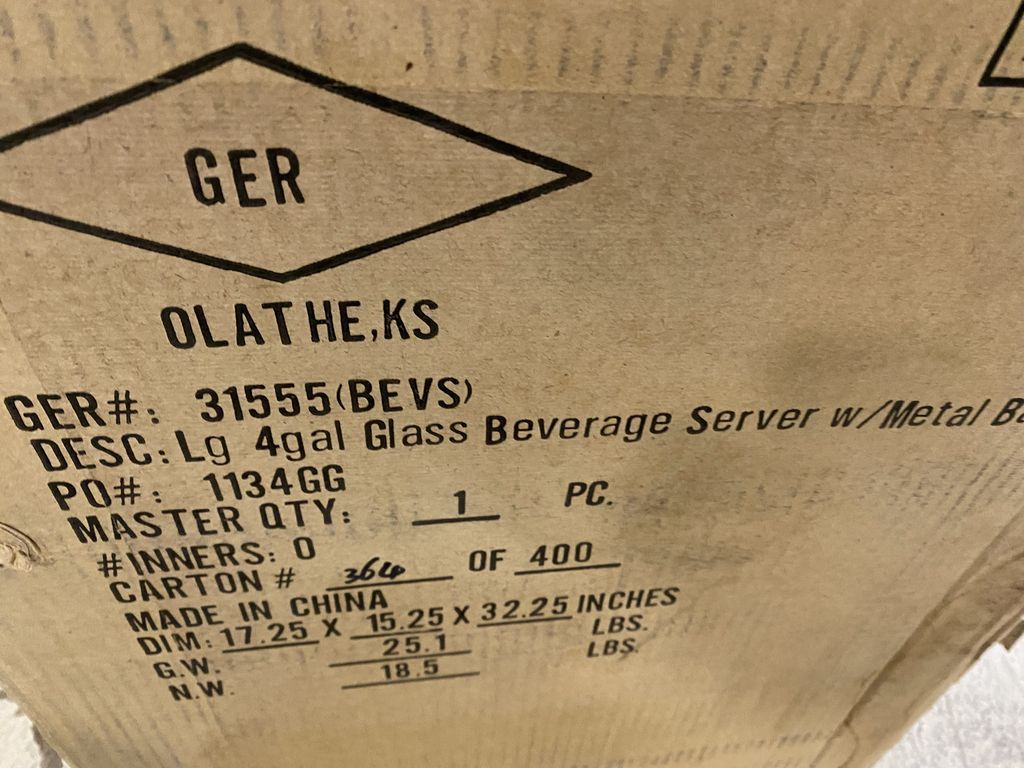 GER
OLATHE,KS
GER#: 31555(BEVS)
DESC: Lg 4gal Glass Beverage Server w/Metal
PO#: 1134GG
MASTER QTY: 1 PC.
#INNERS: 0
CARTON # 364 OF 400
MADE IN CHINA
DIM: 17.25 X 15.25 X 32.25 INCHES
G.W. 25.1 LBS.
N.W. 18.5 LBS.